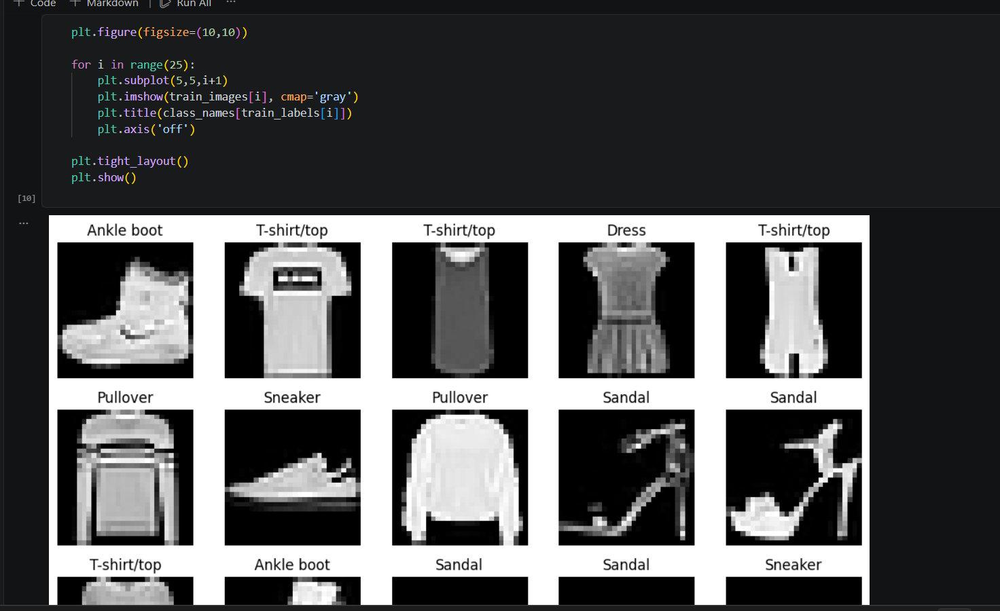 Code Markdown Run All ...
plt.figure(figsize=(10,10))
for i in range(25):
plt.subplot(5,5,i+1)
plt.imshow(train_images[i], cmap='gray')
plt.title(class_names[train_labels[i]])
plt.axis('off')
plt.tight_layout()
plt.show()
[10]
...
Ankle boot T-shirt/top T-shirt/top Dress T-shirt/top
Pullover Sneaker Pullover Sandal Sandal
T-shirt/top Ankle boot Sandal Sandal Sneaker